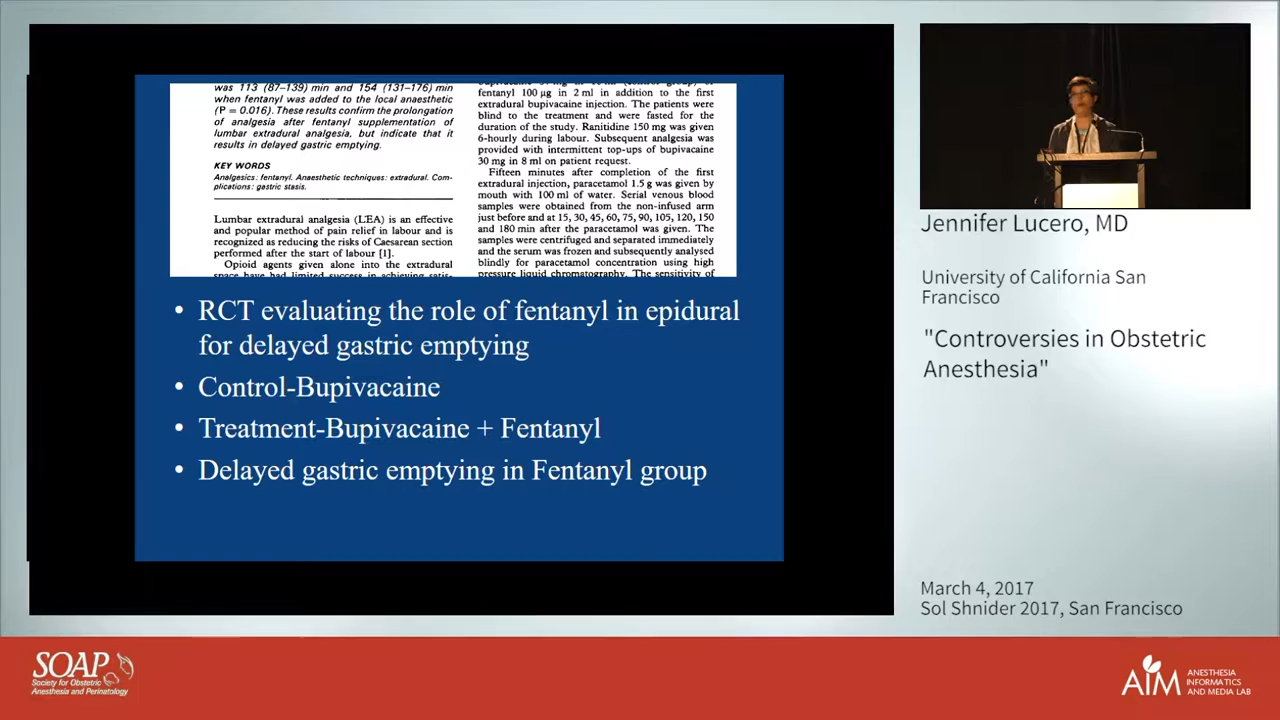 was 113 (87–139) min and 154 (131–176) min
when fentanyl was added to the local anaesthetic
(P = 0.016). These results confirm the prolongation
of analgesia after fentanyl supplementation of
lumbar extradural analgesia, but indicate that it
results in delayed gastric emptying.
KEY WORDS
Analgesics: fentanyl. Anaesthetic techniques: extradural. Com-
plications: gastric stasis.
Lumbar extradural analgesia (LEA) is an effective
and popular method of pain relief in labour and is
recognized as reducing the risks of Caesarean section
performed after the start of labour [1].
Opioid agents given alone into the extradural
space have had limited success in achieving satis-
fentanyl 100 µg in 2 ml in addition to the first
extradural bupivacaine injection. The patients were
blind to the treatment and were fasted for the
duration of the study. Ranitidine 150 mg was given
6-hourly during labour. Subsequent analgesia was
provided with intermittent top-ups of bupivacaine
30 mg in 8 ml on patient request.
Fifteen minutes after completion of the first
extradural injection, paracetamol 1.5 g was given by
mouth with 100 ml of water. Serial venous blood
samples were obtained from the non-infused arm
just before and at 15, 30, 45, 60, 75, 90, 105, 120, 150
and 180 min after the paracetamol was given. The
samples were centrifuged and separated immediately
and the serum was frozen and subsequently analysed
blindly for paracetamol concentration using high
pressure liquid chromatography. The sensitivity of
• RCT evaluating the role of fentanyl in epidural
for delayed gastric emptying
• Control-Bupivacaine
• Treatment-Bupivacaine + Fentanyl
• Delayed gastric emptying in Fentanyl group
Jennifer Lucero, MD
University of California San
Francisco
"Controversies in Obstetric
Anesthesia"
March 4, 2017
Sol Shnider 2017, San Francisco
SOAP
Society for Obstetric
Anesthesia and Perinatology
AIM
ANESTHESIA
INFORMATICS
AND MEDIA LAB